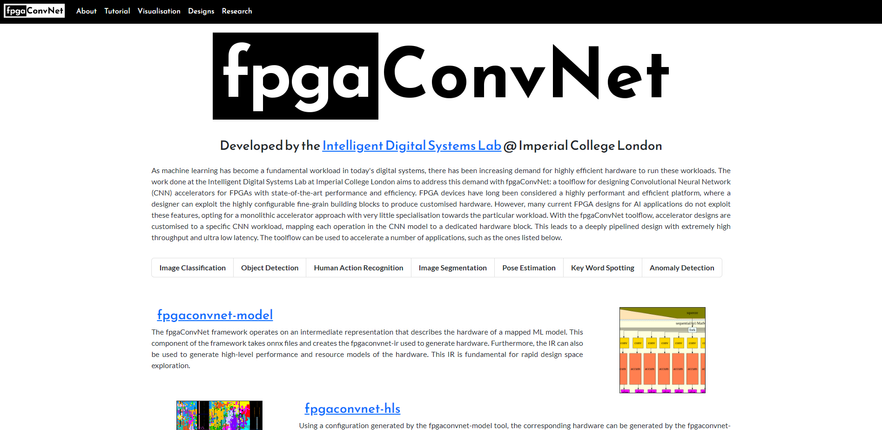 fpgaConvNet About Tutorial Visualisation Designs Research
fpgaConvNet
Developed by the Intelligent Digital Systems Lab @ Imperial College London
As machine learning has become a fundamental workload in today's digital systems, there has been increasing demand for highly efficient hardware to run these workloads. The
work done at the Intelligent Digital Systems Lab at Imperial College London aims to address this demand with fpgaConvNet: a toolflow for designing Convolutional Neural Network
(CNN) accelerators for FPGAs with state-of-the-art performance and efficiency. FPGA devices have long been considered a highly performant and efficient platform, where a
designer can exploit the highly configurable fine-grain building blocks to produce customised hardware. However, many current FPGA designs for AI applications do not exploit
these features, opting for a monolithic accelerator approach with very little specialisation towards the particular workload. With the fpgaConvNet toolflow, accelerator designs are
customised to a specific CNN workload, mapping each operation in the CNN model to a dedicated hardware block. This leads to a deeply pipelined design with extremely high
throughput and ultra low latency. The toolflow can be used to accelerate a number of applications, such as the ones listed below.
Image Classification Object Detection Human Action Recognition Image Segmentation Pose Estimation Key Word Spotting Anomaly Detection
fpgaconvnet-model
The fpgaConvNet framework operates on an intermediate representation that describes the hardware of a mapped ML model. This
component of the framework takes onnx files and creates the fpgaconvnet-ir used to generate hardware. Furthermore, the IR can also
be used to generate high-level performance and resource models of the hardware. This IR is fundamental for rapid design space
exploration.
fpgaconvnet-hls
Using a configuration generated by the fpgaconvnet-model tool, the corresponding hardware can be generated by the fpgaconvnet-